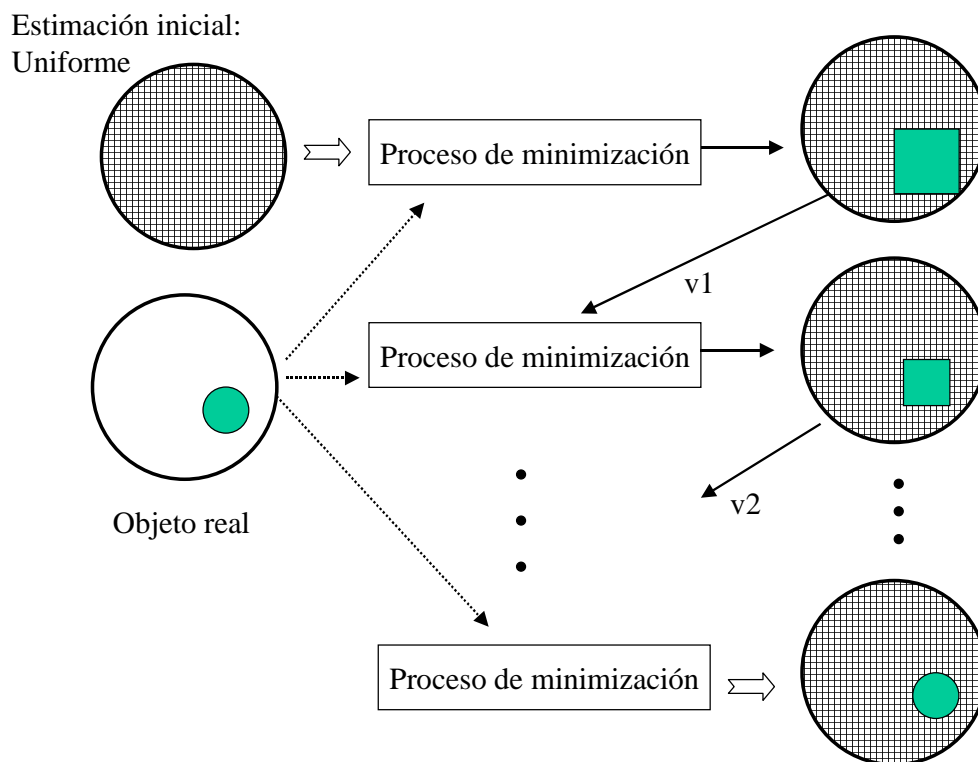 Estimación inicial:
Uniforme
Proceso de minimización
v1
Proceso de minimización
v2
Objeto real
Proceso de minimización